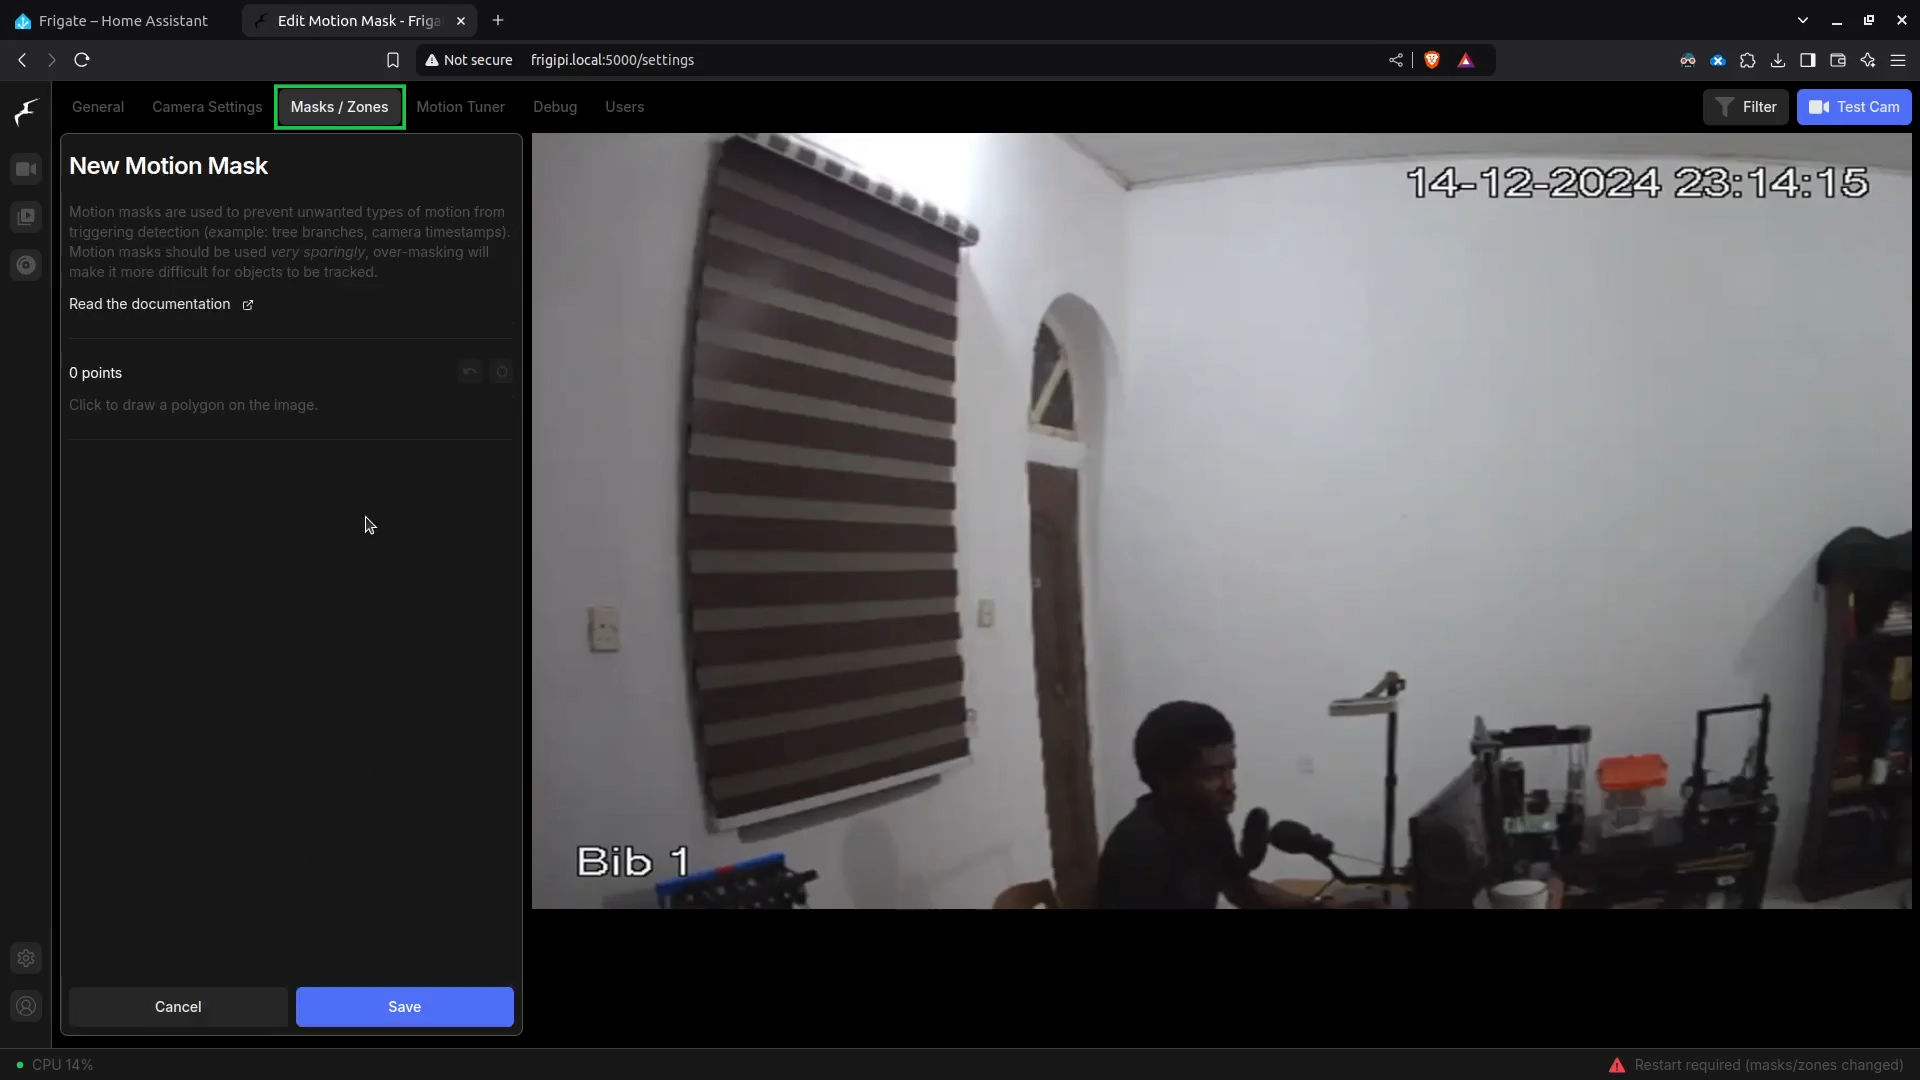 Frigate – Home Assistant
Edit Motion Mask - Friga
Not secure frigipi.local:5000/settings
General Camera Settings Masks / Zones Motion Tuner Debug Users
Filter
Test Cam
New Motion Mask
Motion masks are used to prevent unwanted types of motion from
triggering detection (example: tree branches, camera timestamps).
Motion masks should be used very sparingly, over-masking will
make it more difficult for objects to be tracked.
Read the documentation
0 points
Click to draw a polygon on the image.
14-12-2024 23:14:15
Bib 1
Cancel
Save
CPU 14%
Restart required (masks/zones changed)